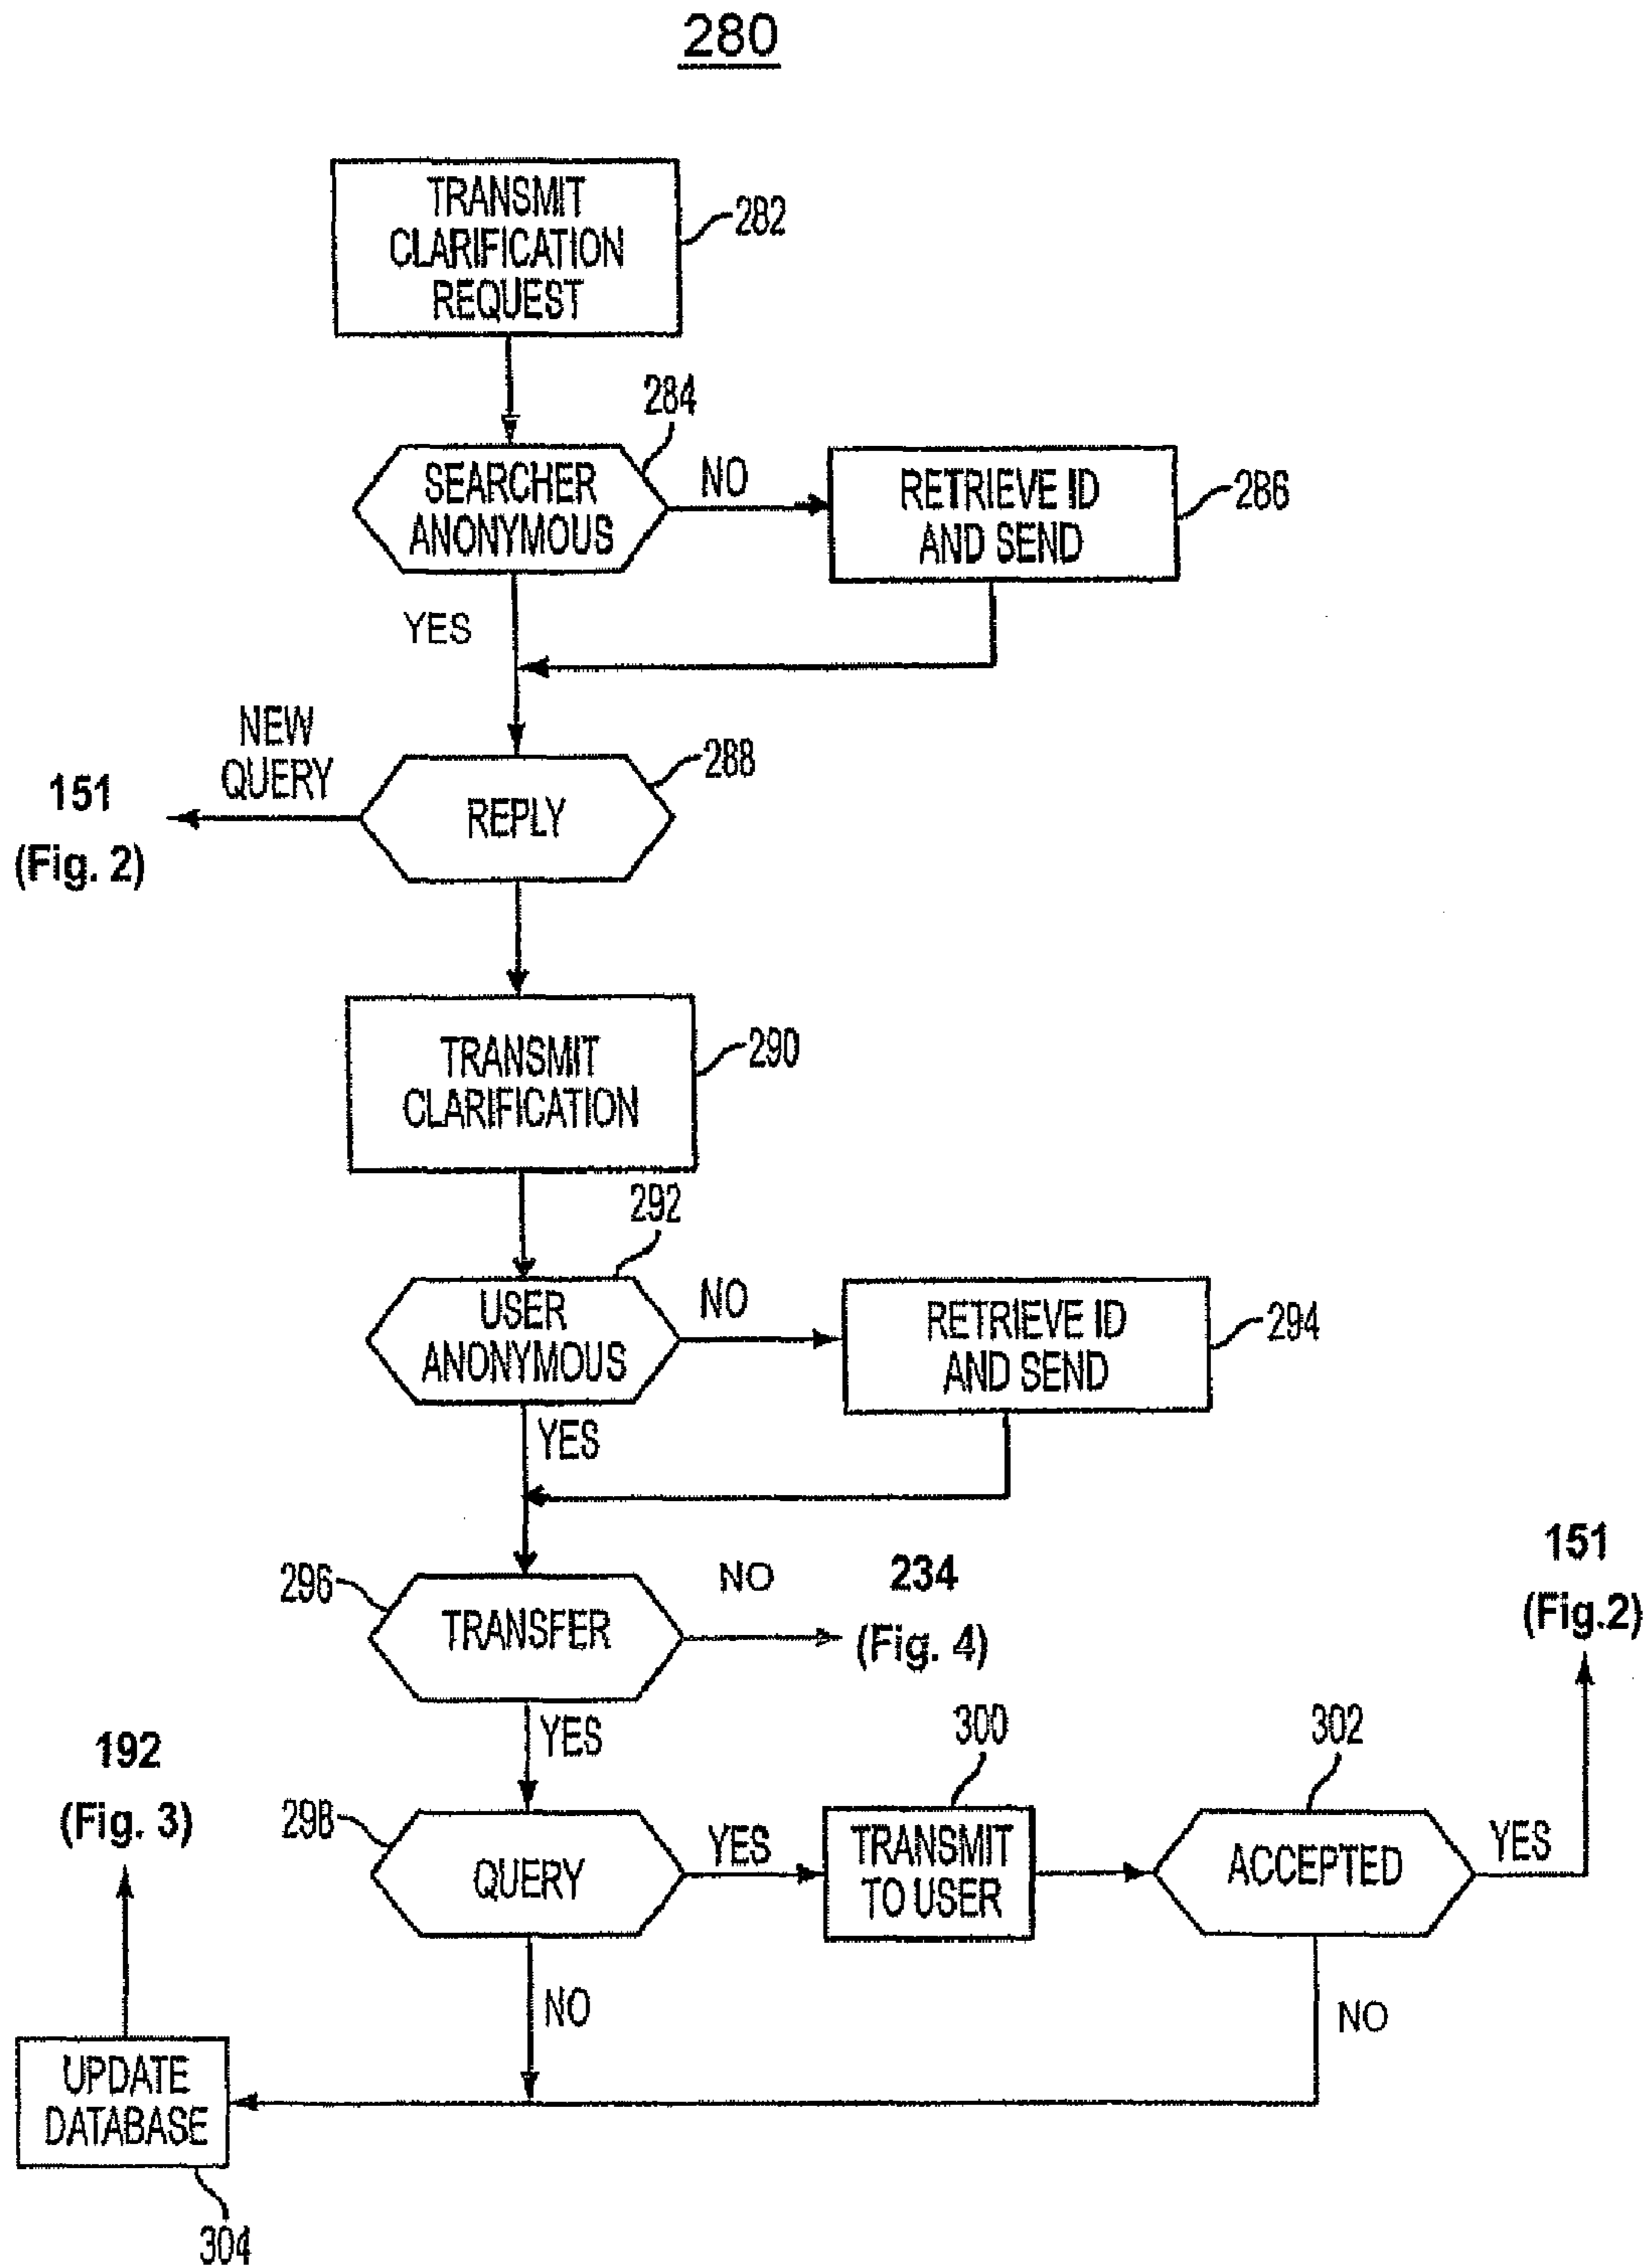 280
TRANSMIT
CLARIFICATION
REQUEST
282
284
SEARCHER
ANONYMOUS
NO
RETRIEVE ID
AND SEND
286
YES
NEW
QUERY
151
(Fig. 2)
REPLY
288
TRANSMIT
CLARIFICATION
290
292
USER
ANONYMOUS
NO
RETRIEVE ID
AND SEND
294
YES
296
TRANSFER
NO
234
(Fig. 4)
151
(Fig.2)
YES
192
(Fig. 3)
298
QUERY
YES
300
TRANSMIT
TO USER
302
ACCEPTED
YES
NO
NO
UPDATE
DATABASE
304